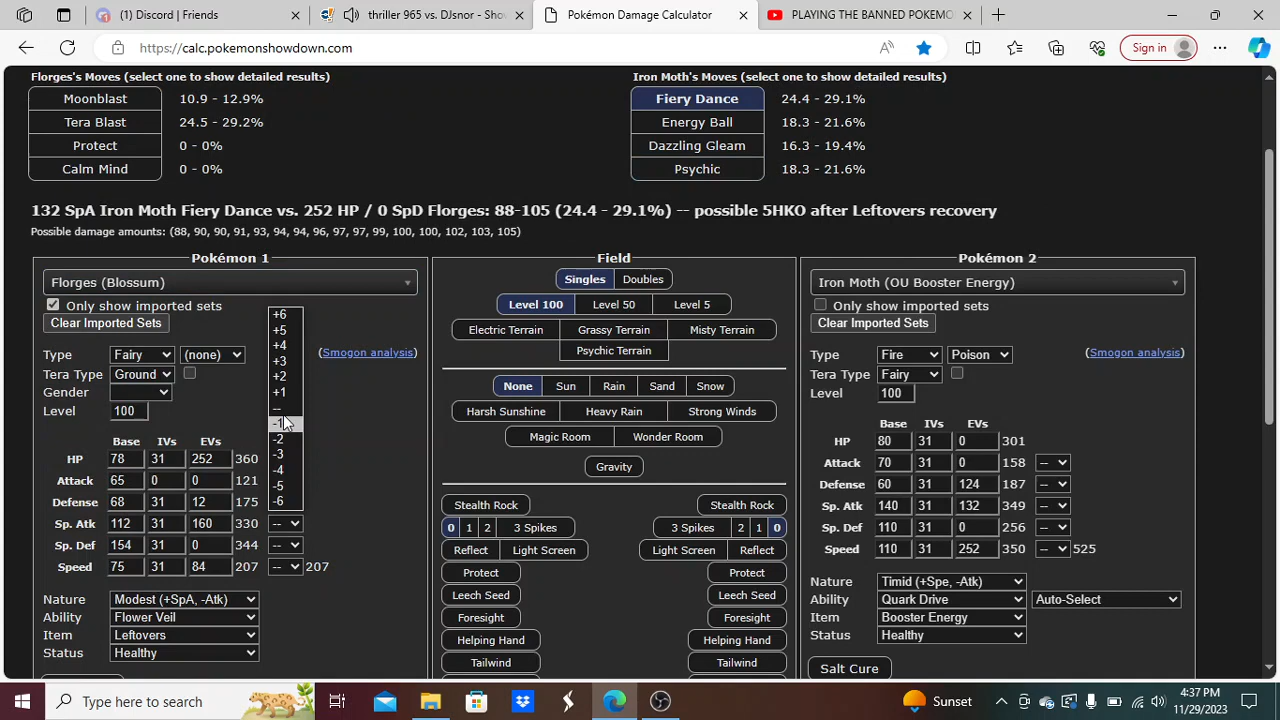 (1) Discord | Friends
thriller 965 vs. DJsnor - Sho
Pokémon Damage Calculator
PLAYING THE BANNED POKEMO
https://calc.pokemonshowdown.com
Sign in
Florges's Moves (select one to show detailed results)
Iron Moth's Moves (select one to show detailed results)
Moonblast 10.9 - 12.9%
Fiery Dance 24.4 - 29.1%
Tera Blast 24.5 - 29.2%
Energy Ball 18.3 - 21.6%
Protect 0 - 0%
Dazzling Gleam 16.3 - 19.4%
Calm Mind 0 - 0%
Psychic 18.3 - 21.6%
132 SpA Iron Moth Fiery Dance vs. 252 HP / 0 SpD Florges: 88-105 (24.4 - 29.1%) -- possible 5HKO after Leftovers recovery
Possible damage amounts: (88, 90, 90, 91, 93, 94, 94, 96, 97, 97, 99, 100, 100, 102, 103, 105)
Pokémon 1
Florges (Blossum)
Only show imported sets
Clear Imported Sets
Type Fairy (none) (Smogon analysis)
Tera Type Ground
Gender
Level 100
Base IVs EVs
HP 78 31 252 360
Attack 65 0 0 121
Defense 68 31 12 175
Sp. Atk 112 31 160 330 --
Sp. Def 154 31 0 344 --
Speed 75 31 84 207 -- 207
+6
+5
+4
+3
+2
+1
--
-1
-2
-3
-4
-5
-6
Nature Modest (+SpA, -Atk)
Ability Flower Veil
Item Leftovers
Status Healthy
Field
Singles Doubles
Level 100 Level 50 Level 5
Electric Terrain Grassy Terrain Misty Terrain
Psychic Terrain
None Sun Rain Sand Snow
Harsh Sunshine Heavy Rain Strong Winds
Magic Room Wonder Room
Gravity
Stealth Rock Stealth Rock
0 1 2 3 Spikes 3 Spikes 2 1 0
Reflect Light Screen Light Screen Reflect
Protect Protect
Leech Seed Leech Seed
Foresight Foresight
Helping Hand Helping Hand
Tailwind Tailwind
Pokémon 2
Iron Moth (OU Booster Energy)
Only show imported sets
Clear Imported Sets
Type Fire Poison (Smogon analysis)
Tera Type Fairy
Level 100
Base IVs EVs
HP 80 31 0 301
Attack 70 31 0 158 --
Defense 60 31 124 187 --
Sp. Atk 140 31 132 349 --
Sp. Def 110 31 0 256 --
Speed 110 31 252 350 -- 525
Nature Timid (+Spe, -Atk)
Ability Quark Drive Auto-Select
Item Booster Energy
Status Healthy
Salt Cure
Type here to search
Sunset
4:37 PM
11/29/2023